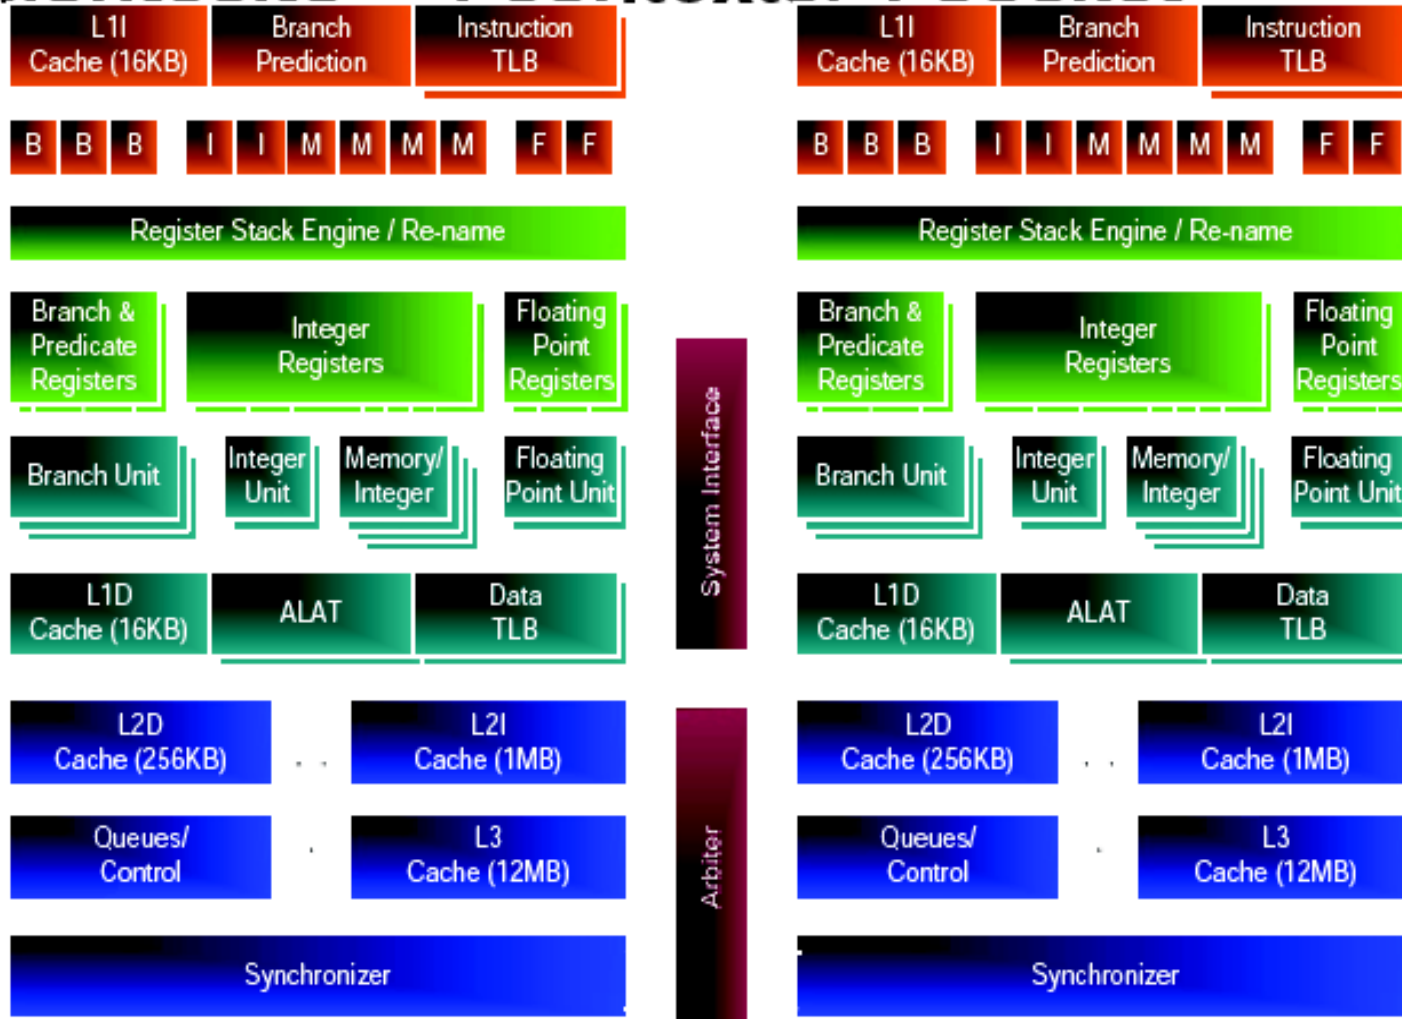 L1I
Cache (16KB)
Branch
Prediction
Instruction
TLB
B B B I I M M M M F F
Register Stack Engine / Re-name
Branch &
Predicate
Registers
Integer
Registers
Floating
Point
Registers
Branch Unit
Integer
Unit
Memory/
Integer
Floating
Point Unit
L1D
Cache (16KB)
ALAT
Data
TLB
L2D
Cache (256KB)
L2I
Cache (1MB)
Queues/
Control
L3
Cache (12MB)
Synchronizer
System Interface
Arbiter
L1I
Cache (16KB)
Branch
Prediction
Instruction
TLB
B B B I I M M M M F F
Register Stack Engine / Re-name
Branch &
Predicate
Registers
Integer
Registers
Floating
Point
Registers
Branch Unit
Integer
Unit
Memory/
Integer
Floating
Point Unit
L1D
Cache (16KB)
ALAT
Data
TLB
L2D
Cache (256KB)
L2I
Cache (1MB)
Queues/
Control
L3
Cache (12MB)
Synchronizer